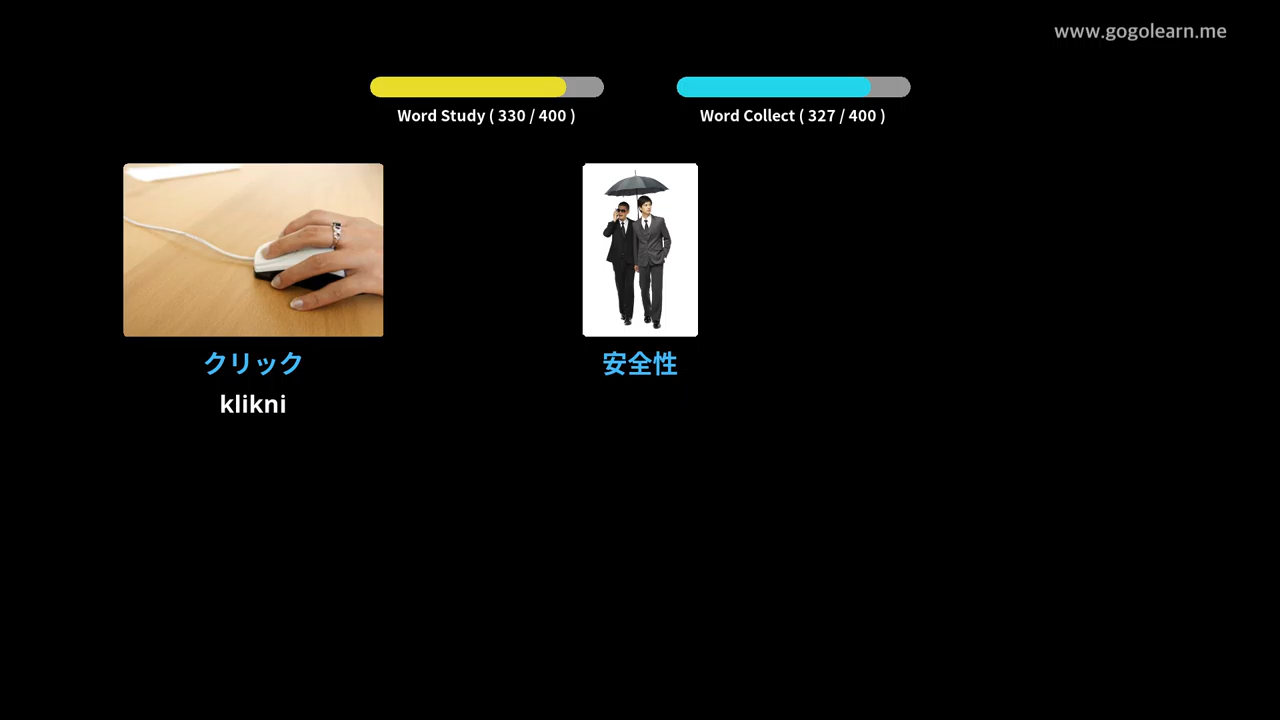 www.gogolearn.me
Word Study ( 330 / 400 )
Word Collect ( 327 / 400 )
クリック
klikni
安全性